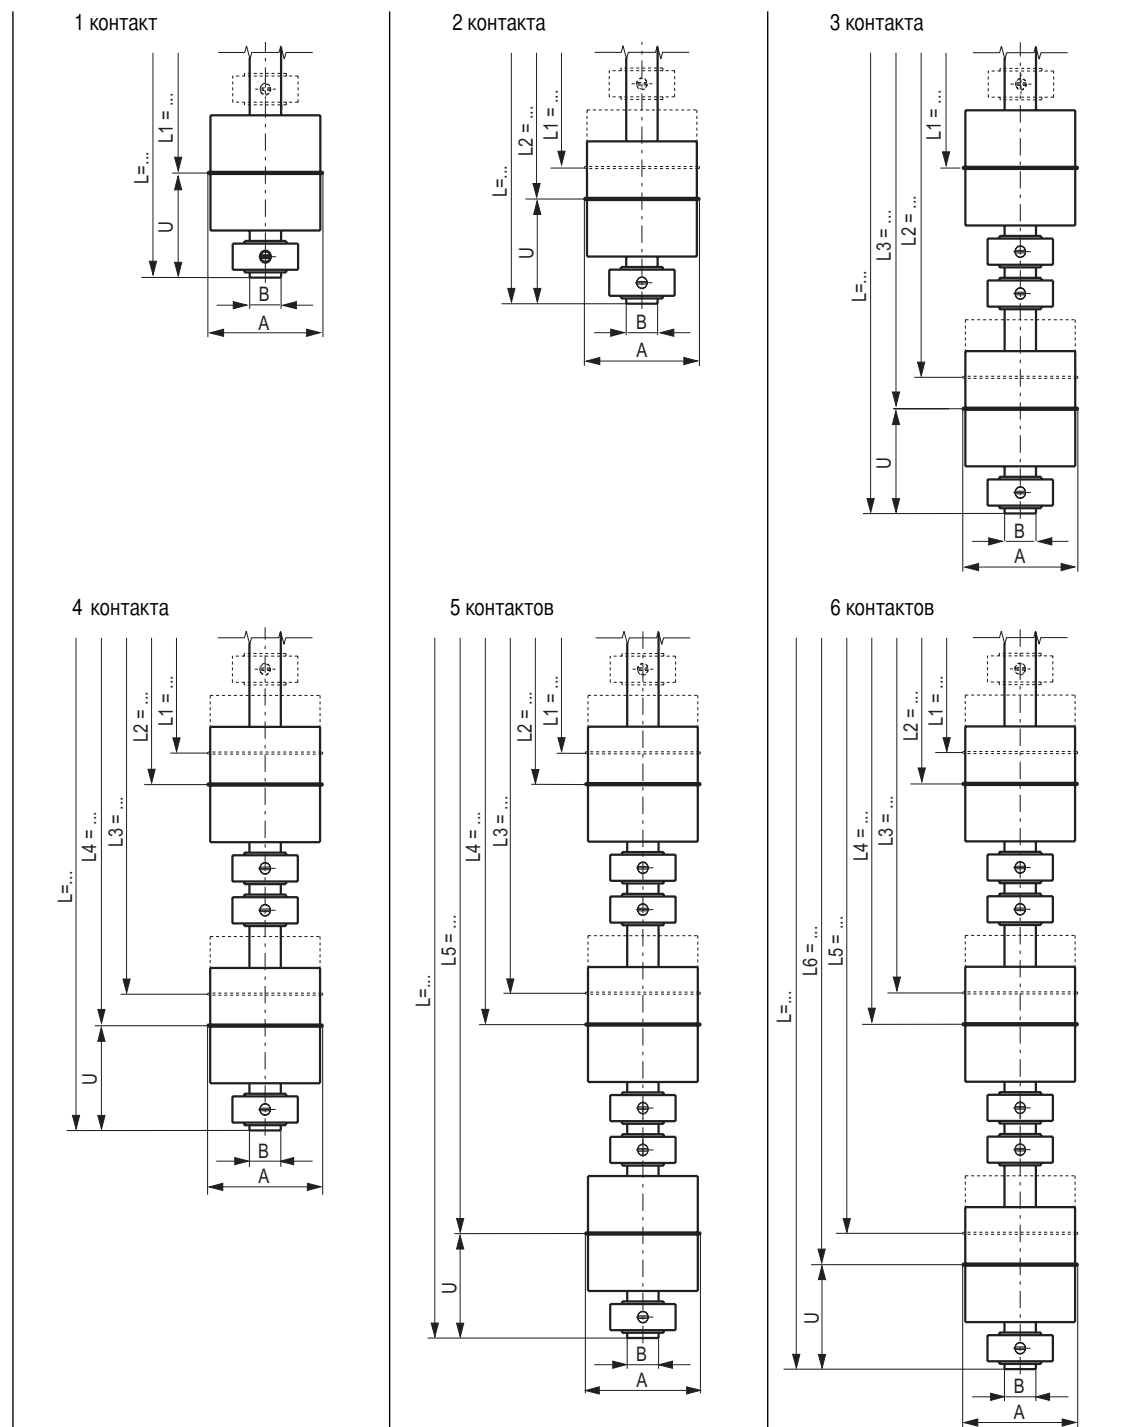 1 контакт
L=...
L1 = ...
U
B
A
2 контакта
L=...
L2 = ...
L1 = ...
U
B
A
3 контакта
L=...
L3 = ...
L2 = ...
L1 = ...
U
B
A
4 контакта
L=...
L4 = ...
L3 = ...
L2 = ...
L1 = ...
U
B
A
5 контактов
L=...
L5 = ...
L4 = ...
L3 = ...
L2 = ...
L1 = ...
U
B
A
6 контактов
L=...
L6 = ...
L5 = ...
L4 = ...
L3 = ...
L2 = ...
L1 = ...
U
B
A